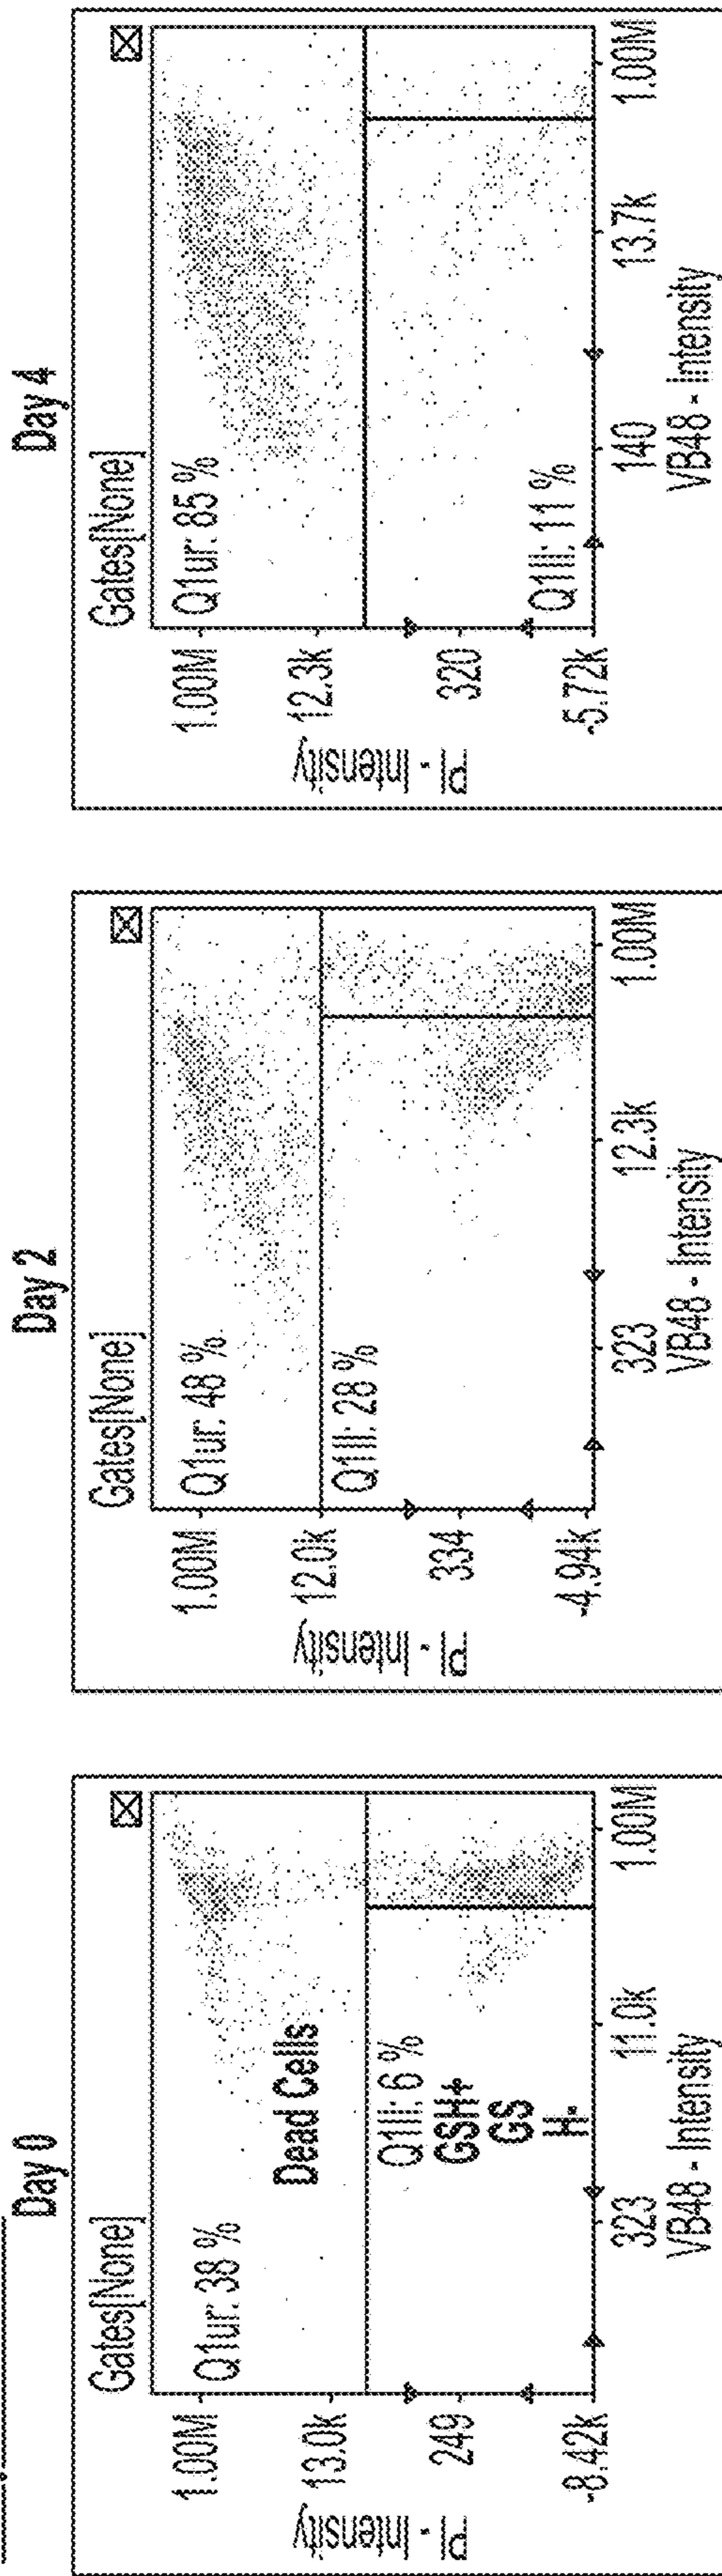 Day 0
Gates[None]
Q1ur: 38 %
Dead Cells
Q1ll: 6 %
GSH+
GS
H-
1.00M
13.0k
249
-8.42k
PI - Intensity
323
11.0k
1.00M
VB48 - Intensity
Day 2
Gates[None]
Q1ur: 48 %
Q1ll: 28 %
1.00M
12.0k
334
-4.94k
PI - Intensity
323
12.3k
1.00M
VB48 - Intensity
Day 4
Gates[None]
Q1ur: 85 %
Q1ll: 11 %
1.00M
12.3k
320
-5.72k
PI - Intensity
140
13.7k
1.00M
VB48 - Intensity